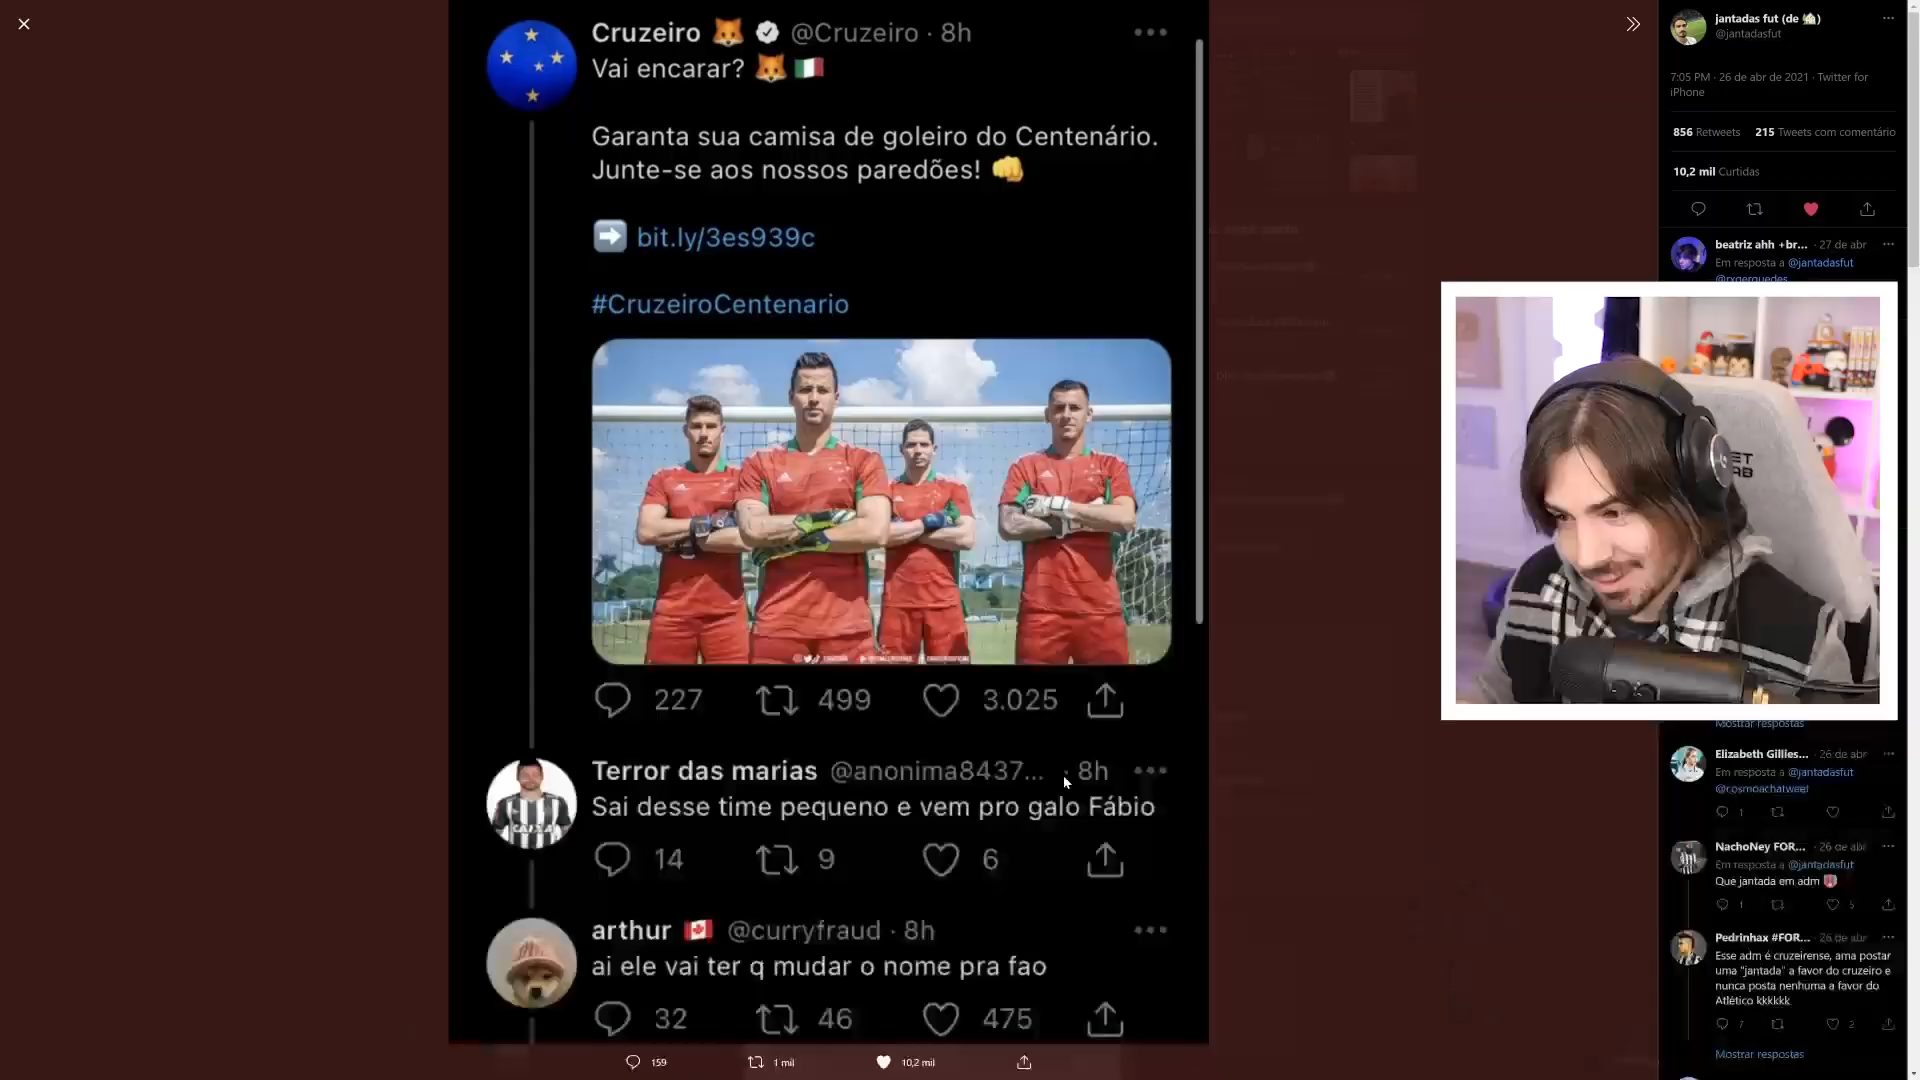 Cruzeiro 🦊 @Cruzeiro · 8h
Vai encarar? 🦊 🇮🇹
Garanta sua camisa de goleiro do Centenário.
Junte-se aos nossos paredões! 👊
➡️ bit.ly/3es939c
#CruzeiroCentenario
227 499 3.025
Terror das marias @anonima8437... · 8h
Sai desse time pequeno e vem pro galo Fábio
14 9 6
arthur 🇨🇦 @curryfraud · 8h
ai ele vai ter q mudar o nome pra fao
32 46 475
159 1 mil 10,2 mil
jantadas fut (de
@jantadasfut
7:05 PM · 26 de abr de 2021 · Twitter for
iPhone
856 Retweets 215 Tweets com comentário
10,2 mil Curtidas
beatriz ahh +br... · 27 de abr
Em resposta a @jantadasfut
Mostrar respostas
Elizabeth Gillies... · 26 de abr
Em resposta a @jantadasfut
1
NachoNey FOR... · 26 de abr
Em resposta a @jantadasfut
Que jantada em adm
1 5
Pedrinhax #FOR... · 26 de abr
Esse adm é cruzeirense, ama postar
uma "jantada" a favor do cruzeiro e
nunca posta nenhuma a favor do
Atlético kkkkkk
7 2
Mostrar respostas